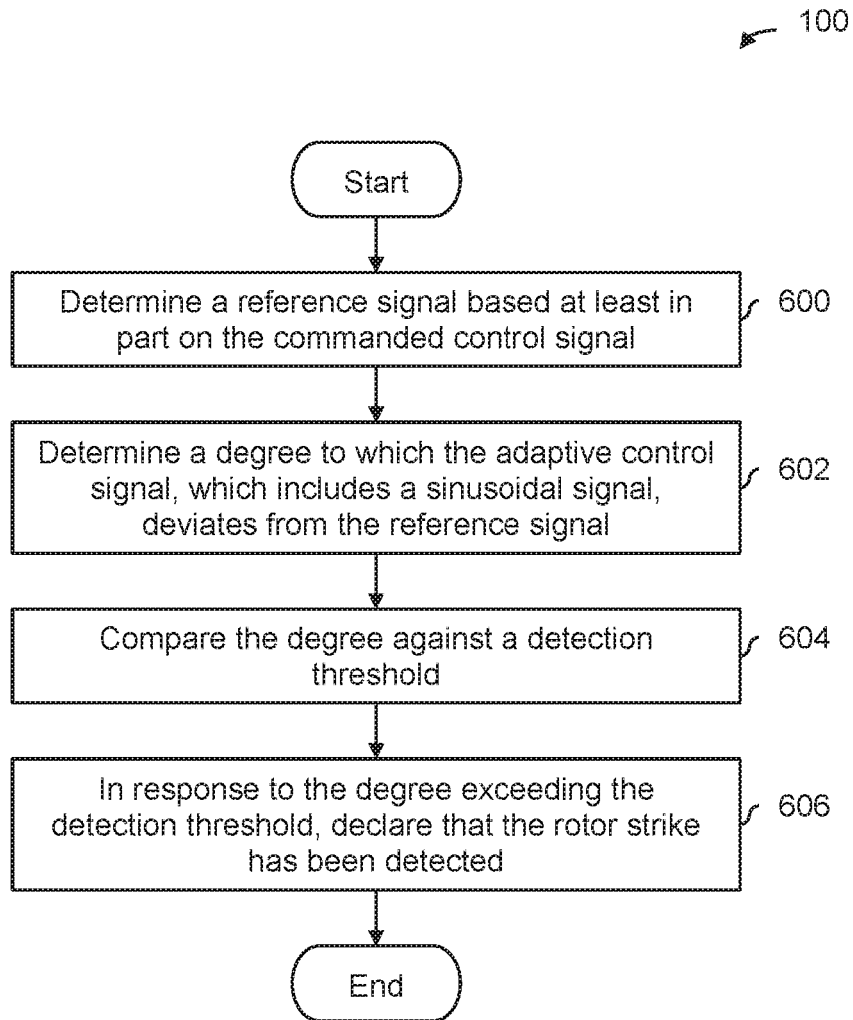 100
Start
Determine a reference signal based at least in
part on the commanded control signal
600
Determine a degree to which the adaptive control
signal, which includes a sinusoidal signal,
deviates from the reference signal
602
Compare the degree against a detection
threshold
604
In response to the degree exceeding the
detection threshold, declare that the rotor strike
has been detected
606
End